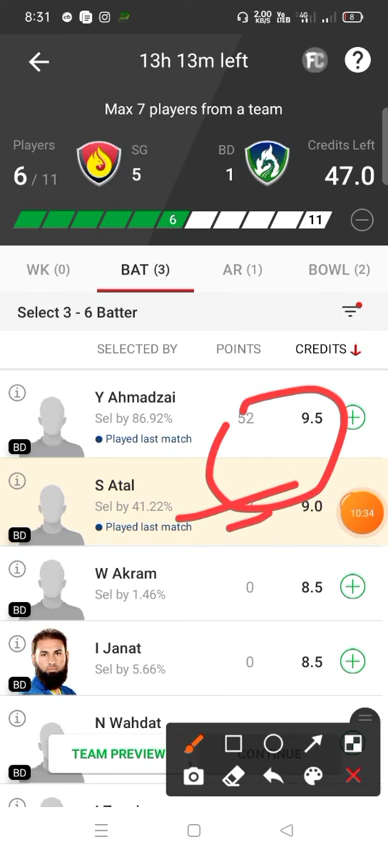 8:31 2.00 KB/S Vo LTE 4G 8
13h 13m left FC ?
Max 7 players from a team
Players SG BD Credits Left
6 / 11 5 1 47.0
6 11
WK (0) BAT (3) AR (1) BOWL (2)
Select 3 - 6 Batter
SELECTED BY POINTS CREDITS
Y Ahmadzai
Sel by 86.92% 52 9.5
Played last match
BD
S Atal
Sel by 41.22% 9.0
Played last match 10:34
BD
W Akram
Sel by 1.46% 0 8.5
BD
I Janat
Sel by 5.66% 0 8.5
BD
N Wahdat
TEAM PREVIEW
BD